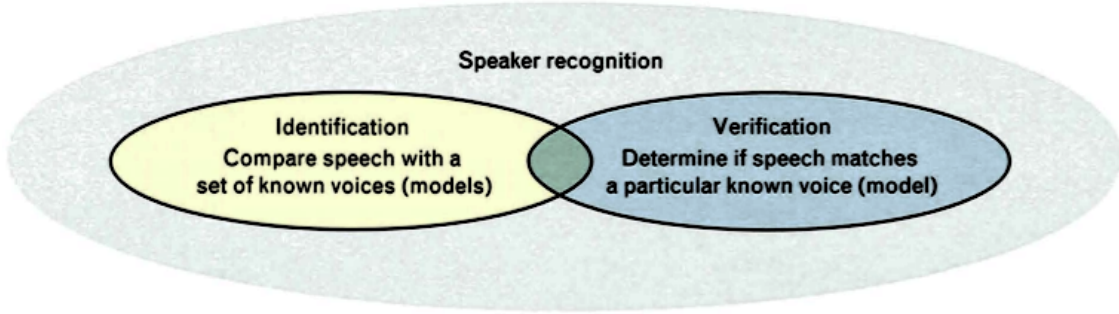 Speaker recognition
Identification
Compare speech with a
set of known voices (models)
Verification
Determine if speech matches
a particular known voice (model)